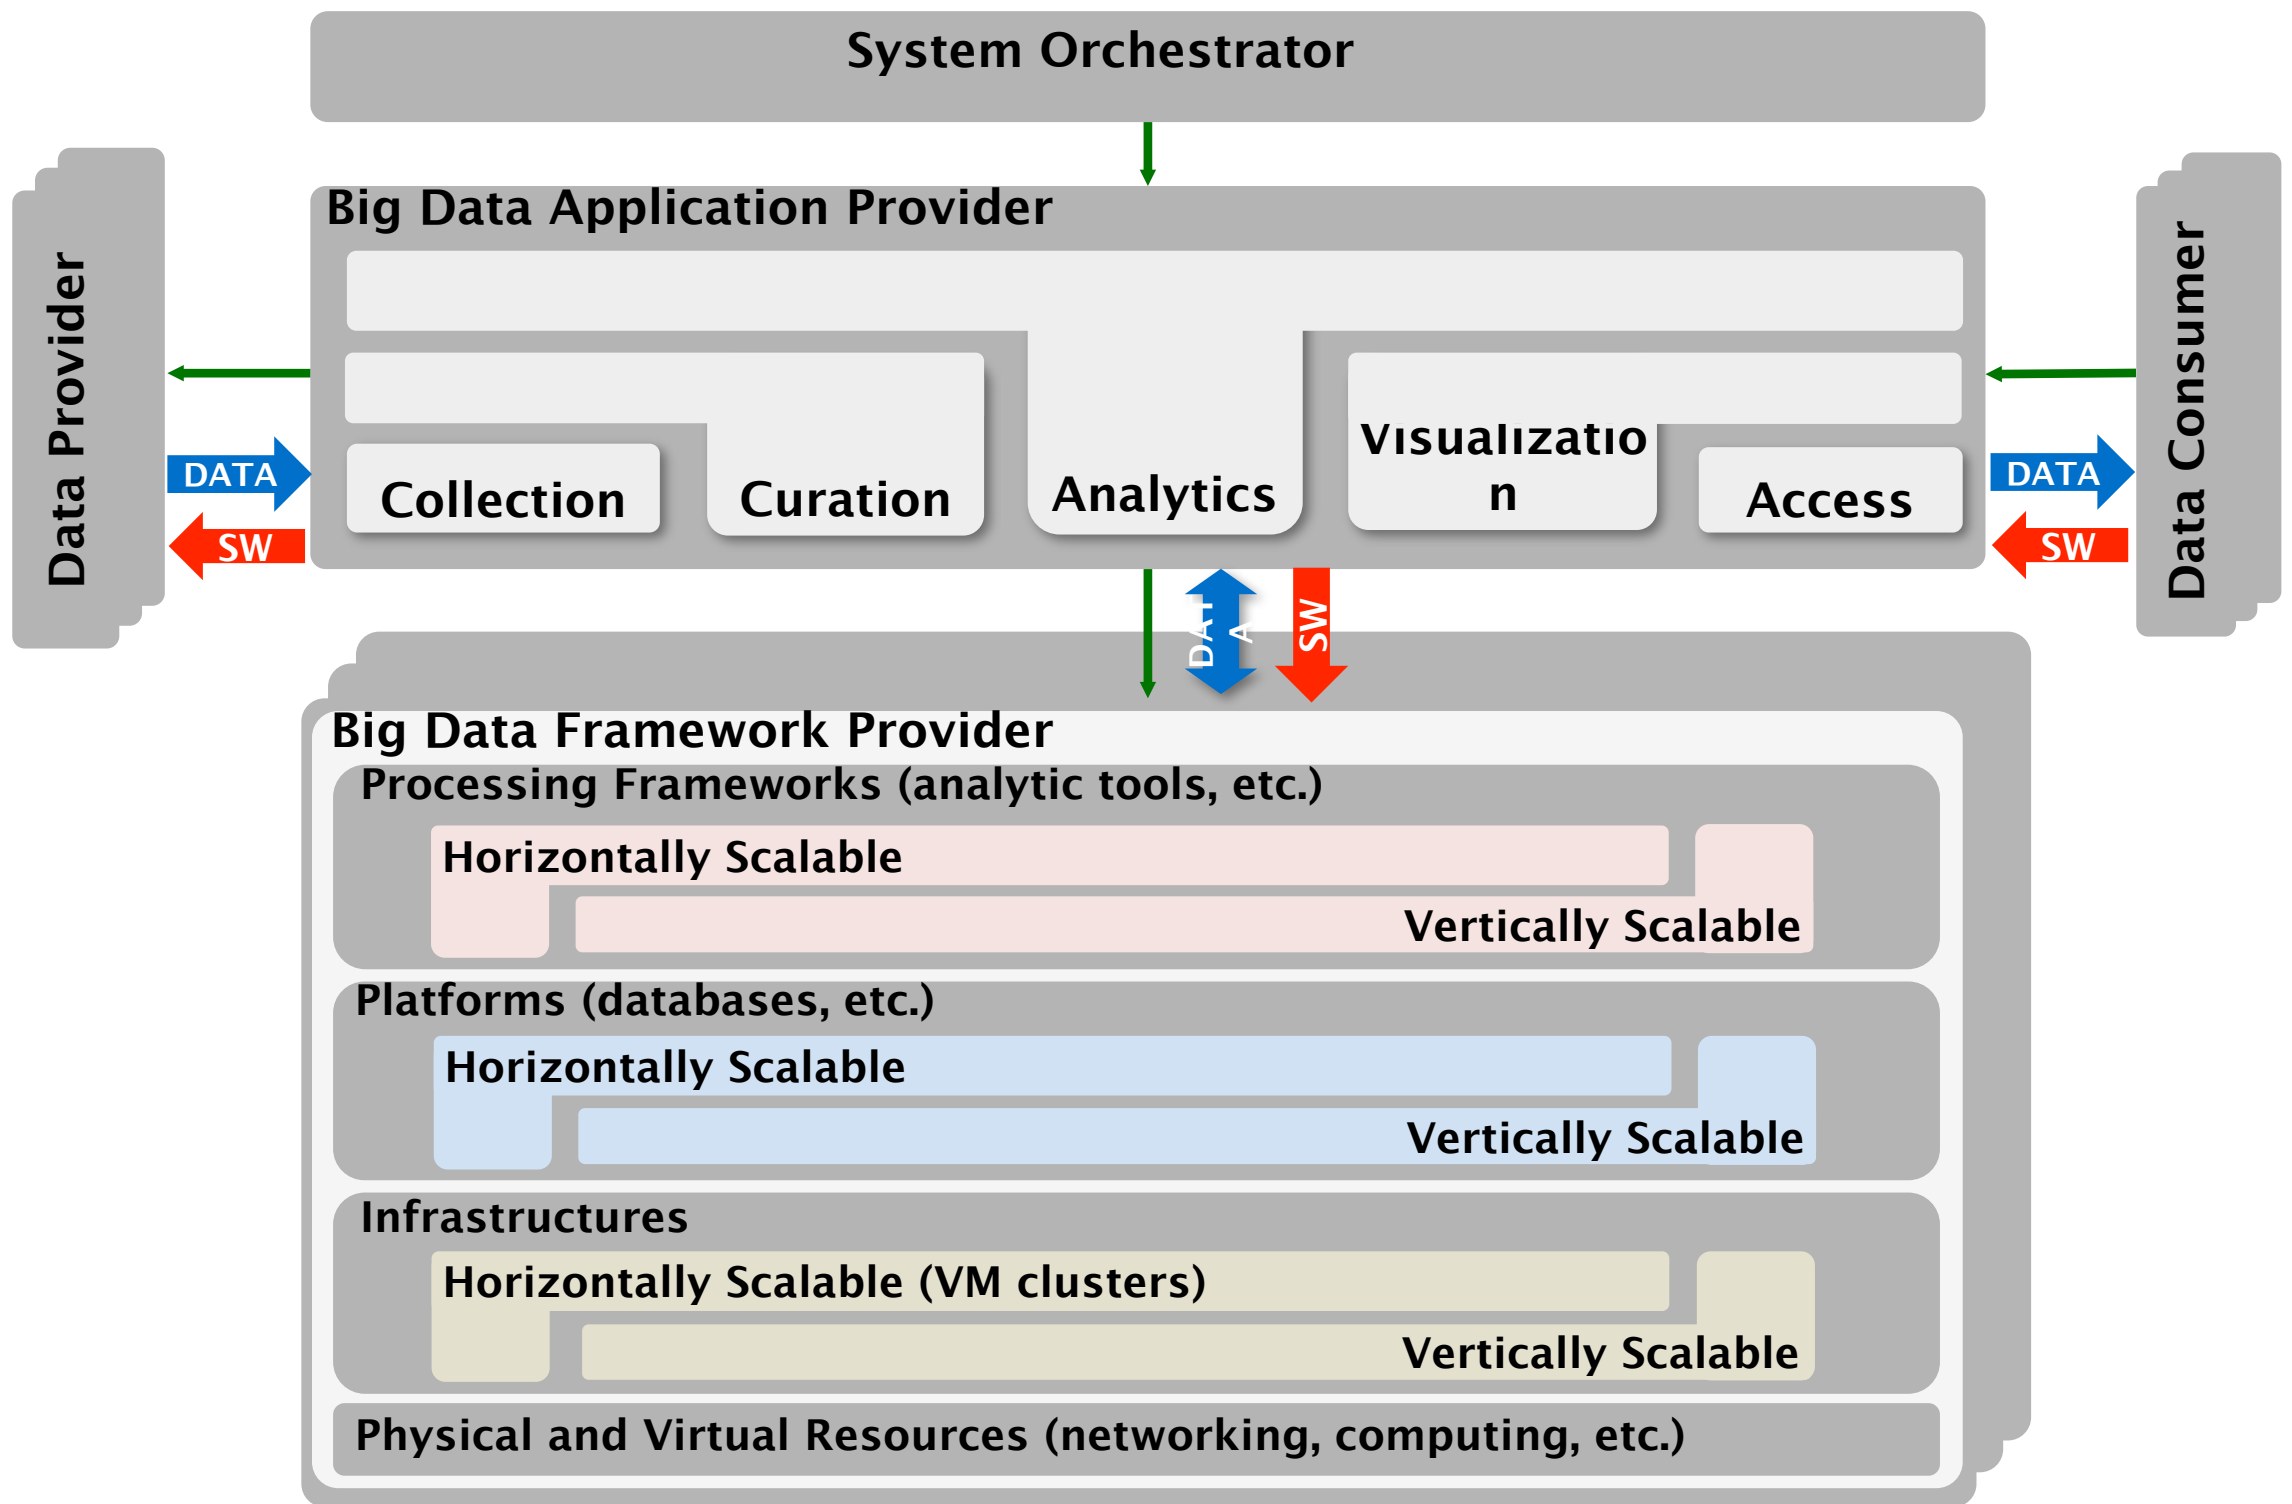 System Orchestrator
Big Data Application Provider
Data Provider
Data Consumer
DATA
SW
Collection
Curation
Analytics
Visualizatio
n
Access
DATA
SW
DAT
A
SW
Big Data Framework Provider
Processing Frameworks (analytic tools, etc.)
Horizontally Scalable
Vertically Scalable
Platforms (databases, etc.)
Horizontally Scalable
Vertically Scalable
Infrastructures
Horizontally Scalable (VM clusters)
Vertically Scalable
Physical and Virtual Resources (networking, computing, etc.)